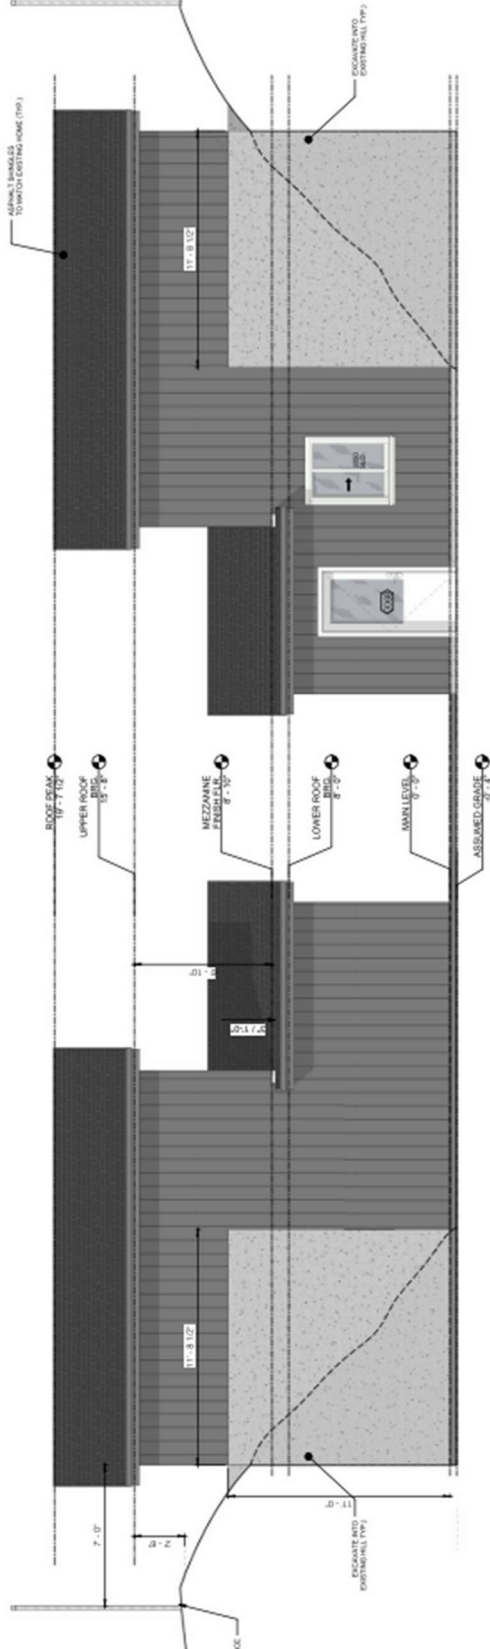 ASPHALT SHINGLES
TO MATCH EXISTING HOME (TYP.)
EXCAVATE INTO
EXISTING HILL (TYP.)
11' - 8 1/2"
ROOF PEAK
19' - 7 1/2"
UPPER ROOF
BRG.
15' - 8"
MEZZANINE
FINISH FLR.
8' - 10"
LOWER ROOF
BRG.
8' - 0"
MAIN LEVEL
0' - 0"
ASSUMED GRADE
-0' - 4"
11' - 8 1/2"
7' - 0"
2' - 6"
11' - 0"
EXCAVATE INTO
EXISTING HILL (TYP.)